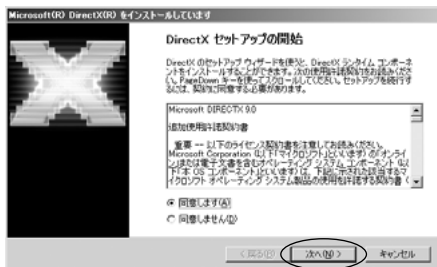 Microsoft(R) DirectX(R) をインストールしています
DirectX セットアップの開始
DirectX のセットアップ ウィザードを使うと、DirectX ランタイム コンポーネ
ントをインストールすることができます。次の使用許諾契約をお読みくださ
い。PageDown キーを使ってスクロールしてください。セットアップを続行す
るには、契約に同意する必要があります。
Microsoft DIRECTX 9.0
追加使用許諾契約書
重要 -- 以下のライセンス契約書を注意してお読みください。
Microsoft Corporation (以下「マイクロソフト」といいます) の「オンライ
ン」または電子文書を含むオペレーティング システム コンポーネント (以
下「本 OS コンポーネント」といいます) は、下記に示された該当するマ
イクロソフト オペレーティング システム製品の使用を許諾する契約書 (
同意します(A)
同意しません(D)
< 戻る(B)
次へ(N) >
キャンセル